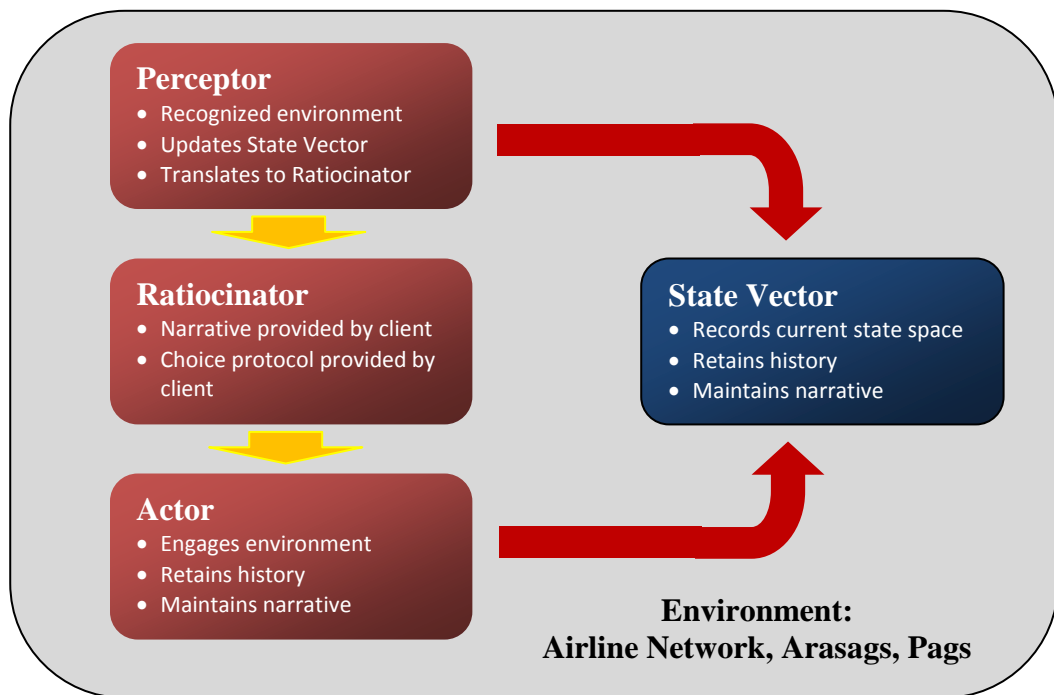 Perceptor
• Recognized environment
• Updates State Vector
• Translates to Ratiocinator
Ratiocinator
• Narrative provided by client
• Choice protocol provided by
client
State Vector
• Records current state space
• Retains history
• Maintains narrative
Actor
• Engages environment
• Retains history
• Maintains narrative
Environment:
Airline Network, Arasags, Pags